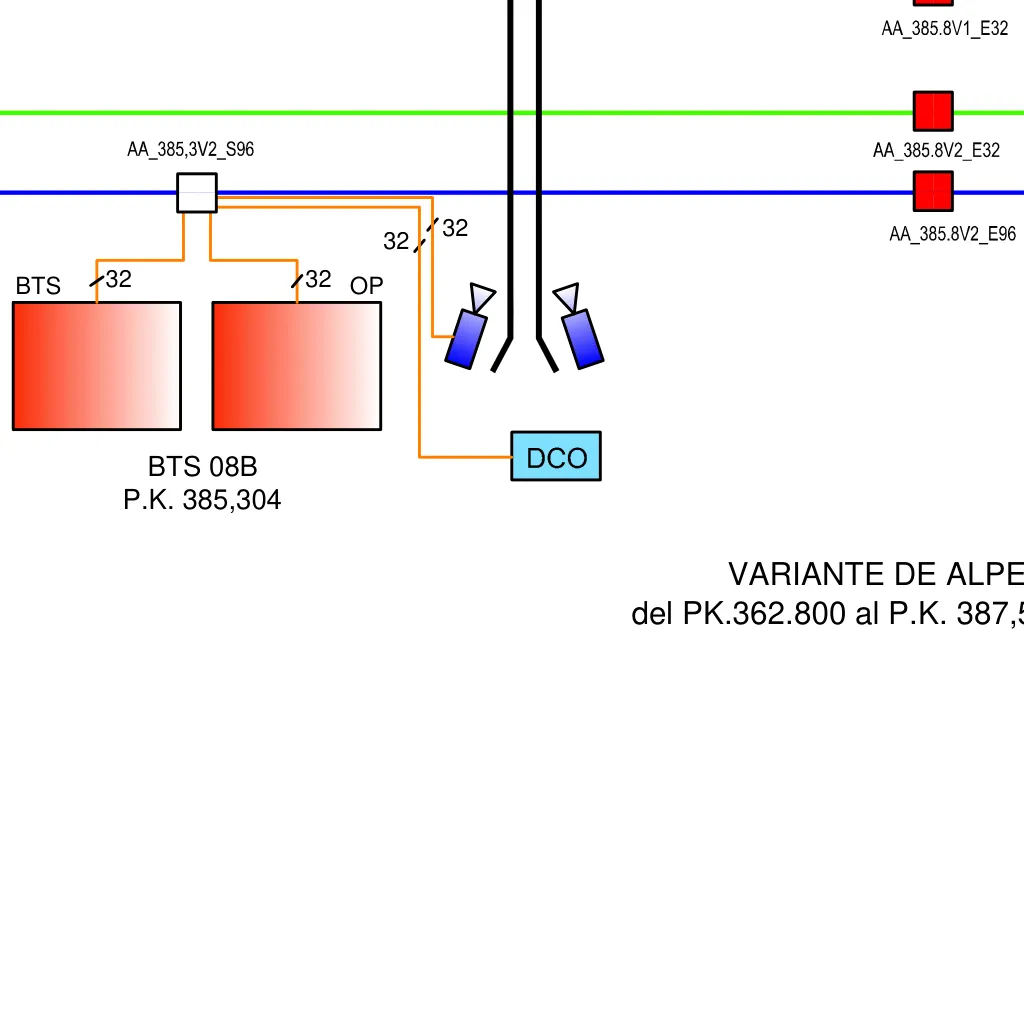 AA_385.8V1_E32
AA_385,3V2_S96
AA_385.8V2_E32
AA_385.8V2_E96
32
32
BTS
32
32
OP
DCO
BTS 08B
P.K. 385,304
VARIANTE DE ALPE
del PK.362.800 al P.K. 387,5